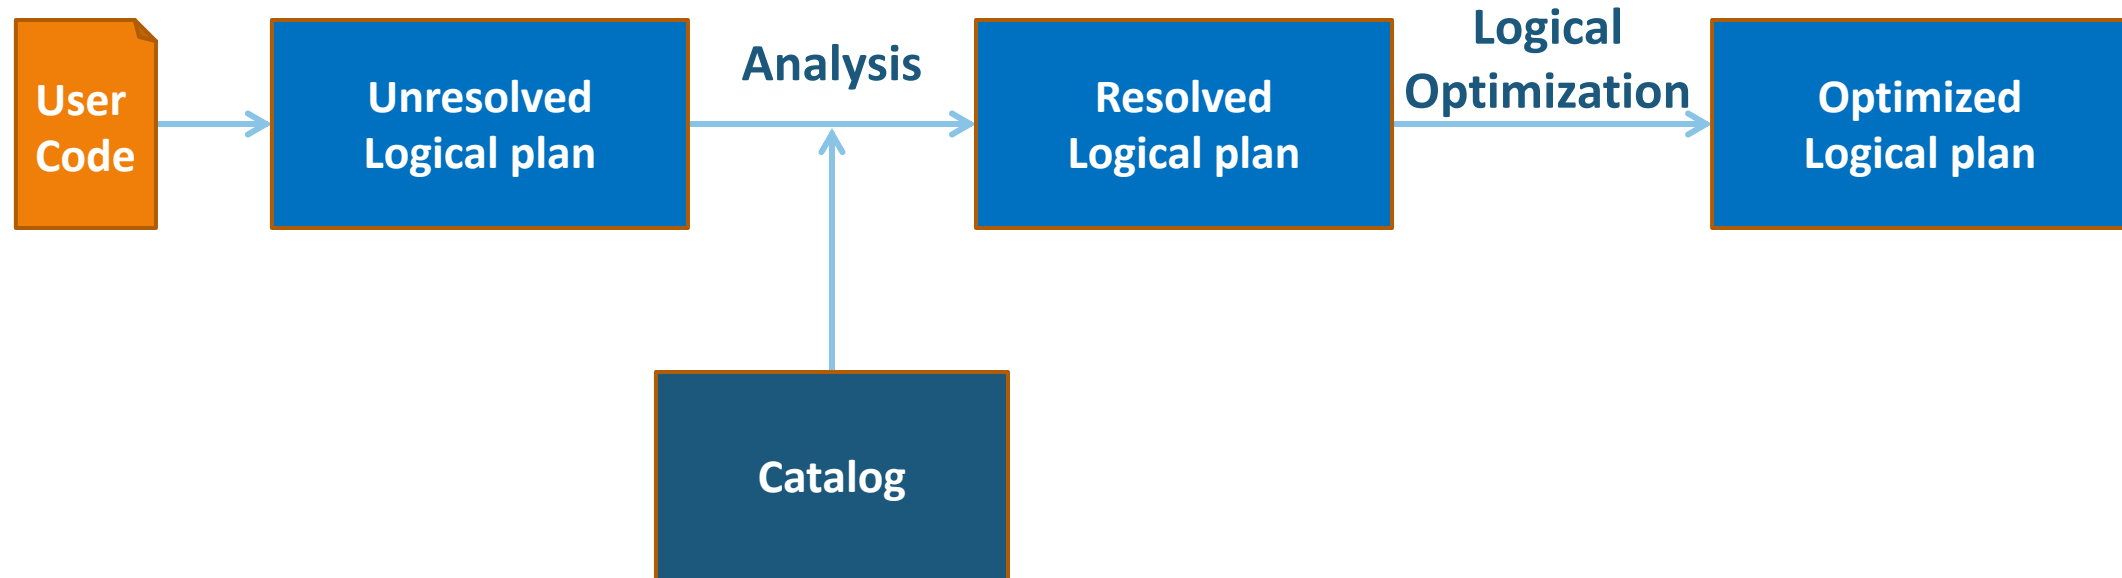 User
Code
Unresolved
Logical plan
Analysis
Resolved
Logical plan
Logical
Optimization
Optimized
Logical plan
Catalog